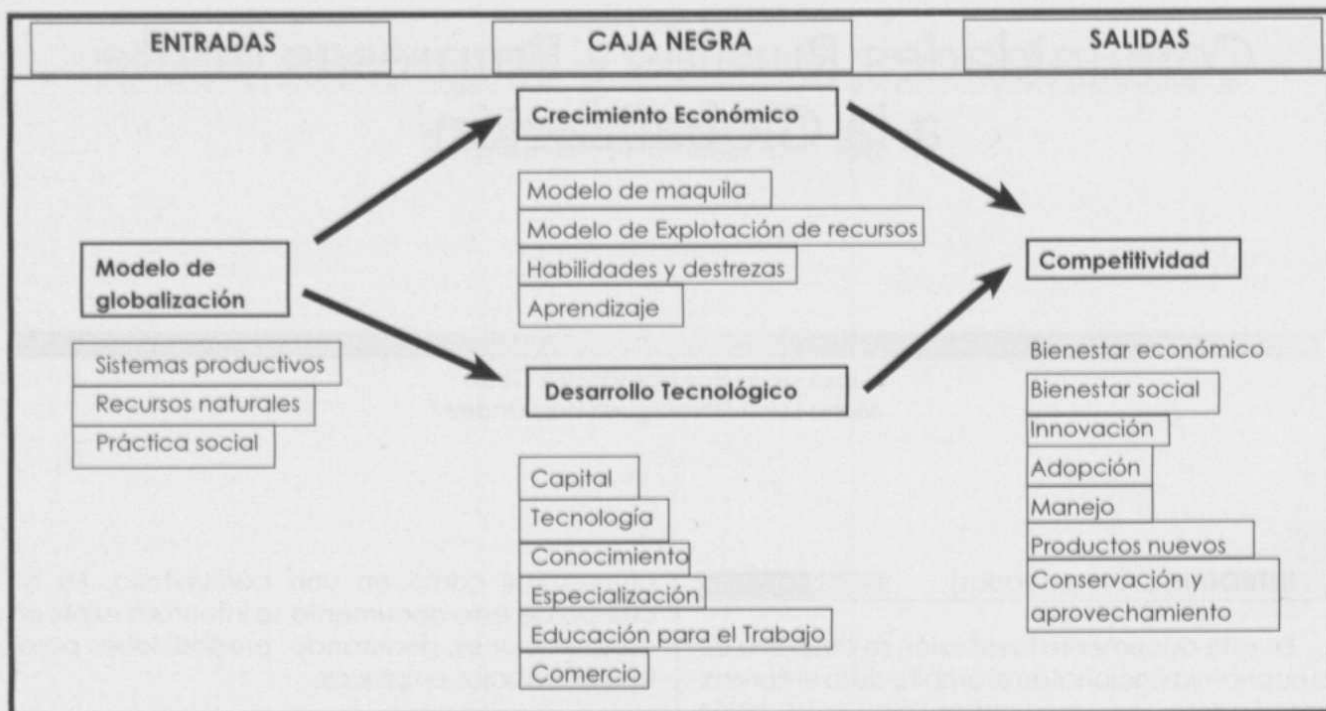 ENTRADAS
CAJA NEGRA
SALIDAS
Modelo de
globalización
Sistemas productivos
Recursos naturales
Práctica social
Crecimiento Económico
Modelo de maquila
Modelo de Explotación de recursos
Habilidades y destrezas
Aprendizaje
Desarrollo Tecnológico
Capital
Tecnología
Conocimiento
Especialización
Educación para el Trabajo
Comercio
Competitividad
Bienestar económico
Bienestar social
Innovación
Adopción
Manejo
Productos nuevos
Conservación y
aprovechamiento